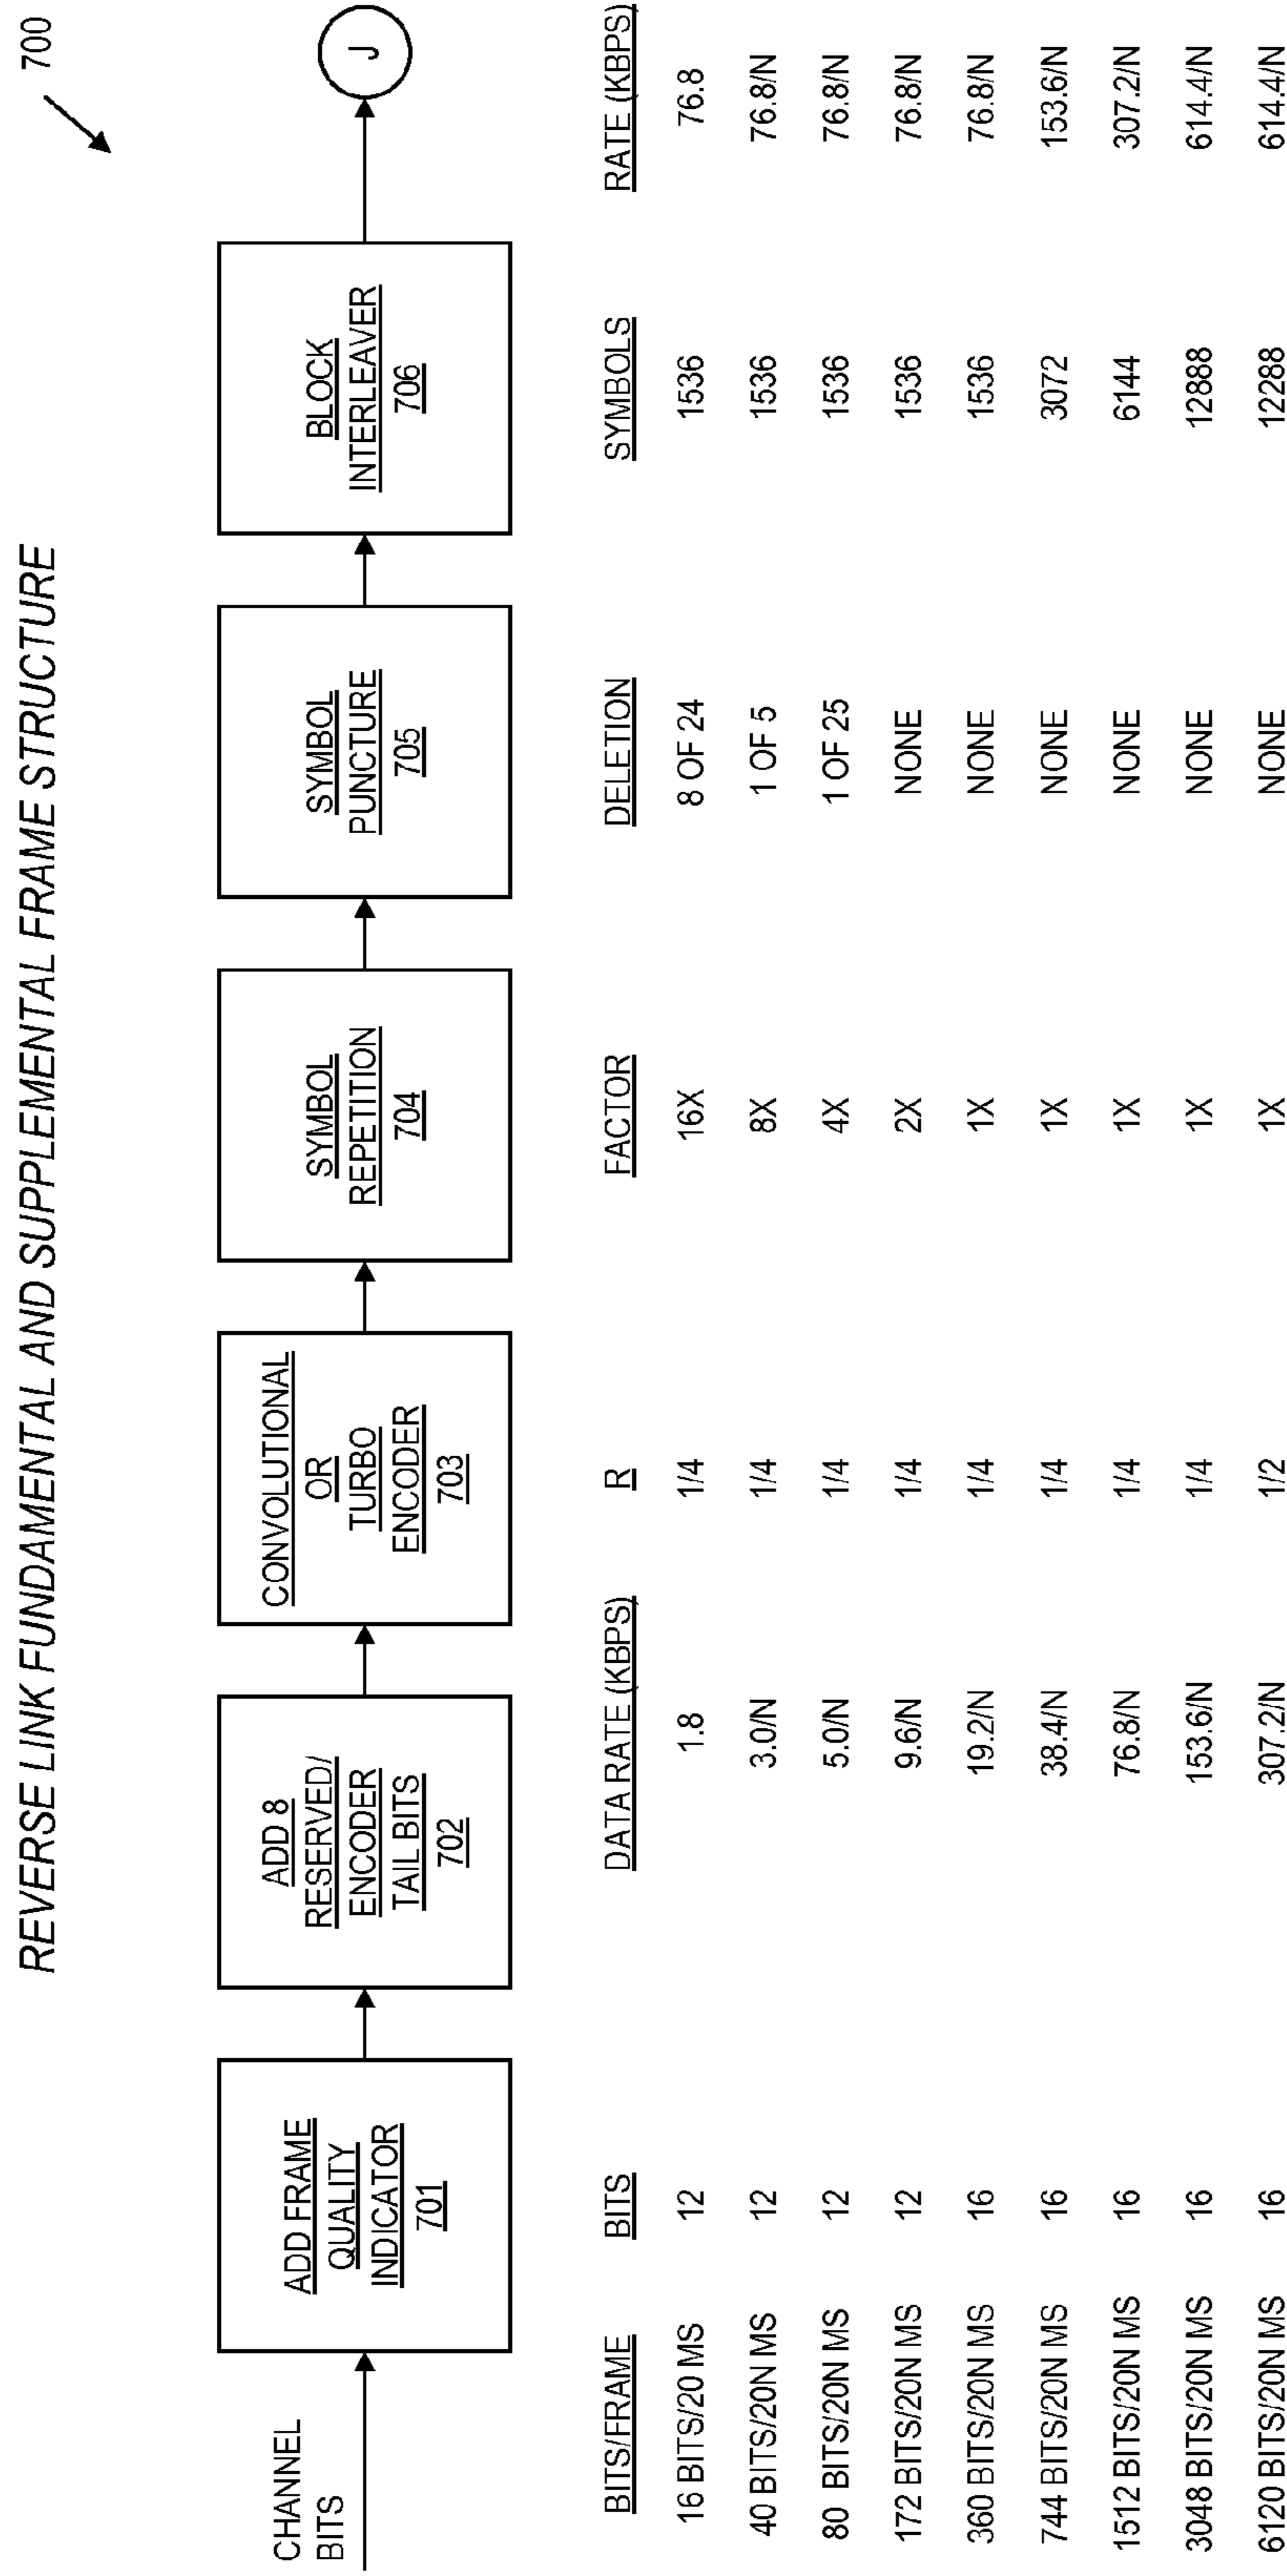 REVERSE LINK FUNDAMENTAL AND SUPPLEMENTAL FRAME STRUCTURE
700
CHANNEL
BITS
ADD FRAME
QUALITY
INDICATOR
701
ADD 8
RESERVED/
ENCODER
TAIL BITS
702
CONVOLUTIONAL
OR
TURBO
ENCODER
703
SYMBOL
REPETITION
704
SYMBOL
PUNCTURE
705
BLOCK
INTERLEAVER
706
J
BITS/FRAME BITS DATA RATE (KBPS) R FACTOR DELETION SYMBOLS RATE (KBPS)
16 BITS/20 MS 12 1.8 1/4 16X 8 OF 24 1536 76.8
40 BITS/20N MS 12 3.0/N 1/4 8X 1 OF 5 1536 76.8/N
80 BITS/20N MS 12 5.0/N 1/4 4X 1 OF 25 1536 76.8/N
172 BITS/20N MS 12 9.6/N 1/4 2X NONE 1536 76.8/N
360 BITS/20N MS 16 19.2/N 1/4 1X NONE 1536 76.8/N
744 BITS/20N MS 16 38.4/N 1/4 1X NONE 3072 153.6/N
1512 BITS/20N MS 16 76.8/N 1/4 1X NONE 6144 307.2/N
3048 BITS/20N MS 16 153.6/N 1/4 1X NONE 12888 614.4/N
6120 BITS/20N MS 16 307.2/N 1/2 1X NONE 12288 614.4/N